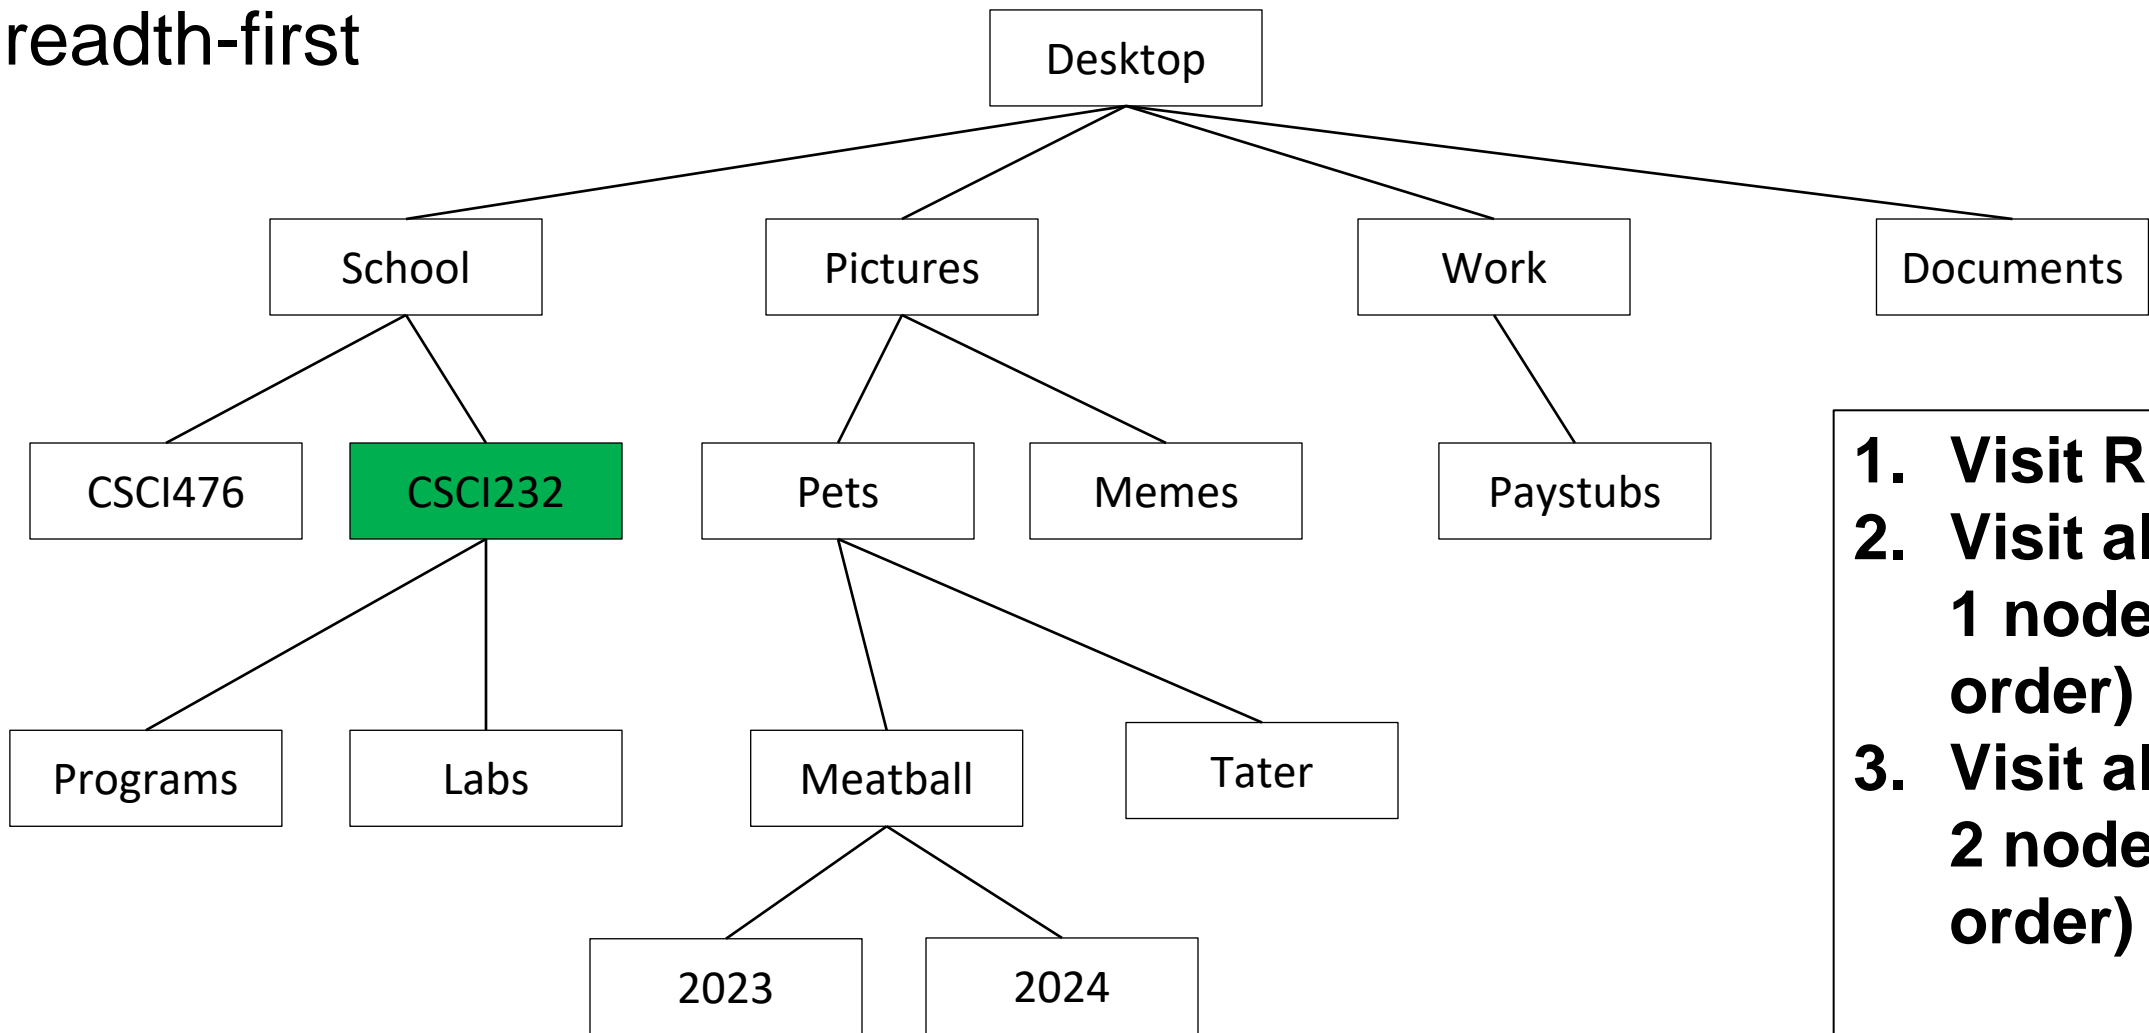 readth-first
Desktop
School
Pictures
Work
Documents
CSCI476
CSCI232
Pets
Memes
Paystubs
Programs
Labs
Meatball
Tater
2023
2024
1. Visit R
2. Visit al
1 node
order)
3. Visit al
2 node
order)